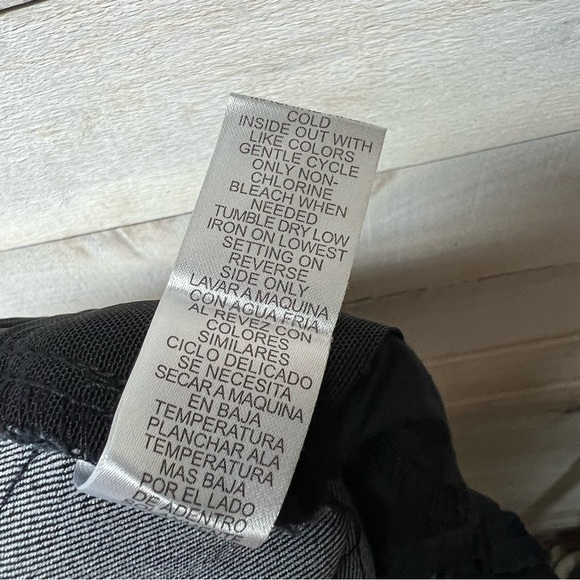 COLD
INSIDE OUT WITH
LIKE COLORS
GENTLE CYCLE
ONLY NON-
CHLORINE
BLEACH WHEN
NEEDED
TUMBLE DRY LOW
IRON ON LOWEST
SETTING ON
REVERSE
SIDE ONLY
LAVAR A MAQUINA
CON AGUA FRIA
AL REVEZ CON
COLORES
SIMILARES
CICLO DELICADO
SE NECESITA
SECAR A MAQUINA
EN BAJA
TEMPERATURA
PLANCHAR ALA
TEMPERATURA
MAS BAJA
POR EL LADO
DE ADENTRO